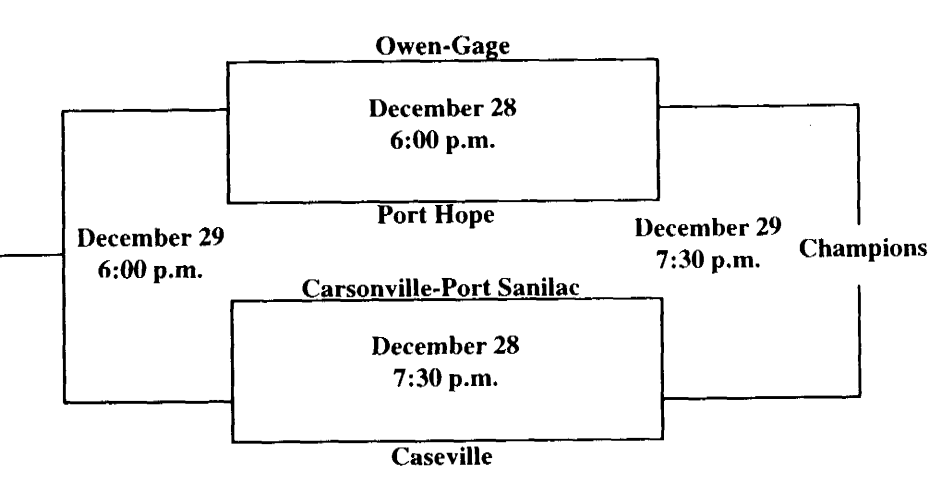 Owen-Gage
December 28
6:00 p.m.
Port Hope
December 29
6:00 p.m.
December 29
7:30 p.m.
Champions
Carsonville-Port Sanilac
December 28
7:30 p.m.
Caseville